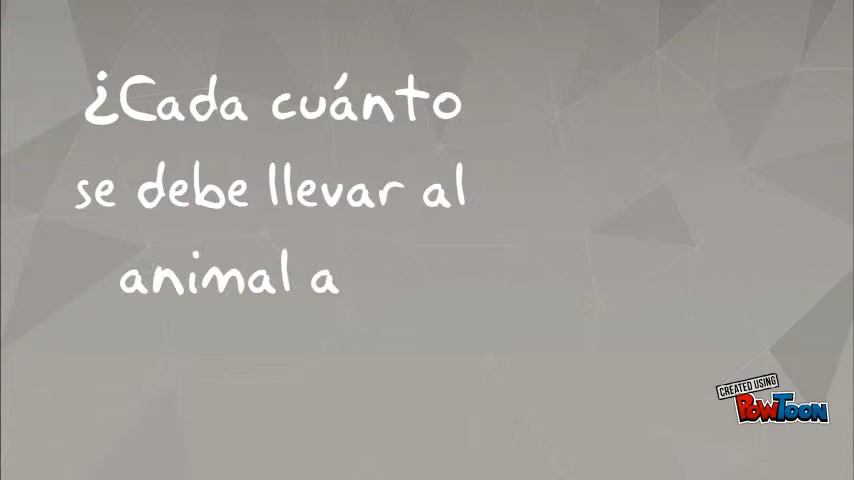 ¿Cada cuánto
se debe llevar al
animal a
CREATED USING
POWTOON